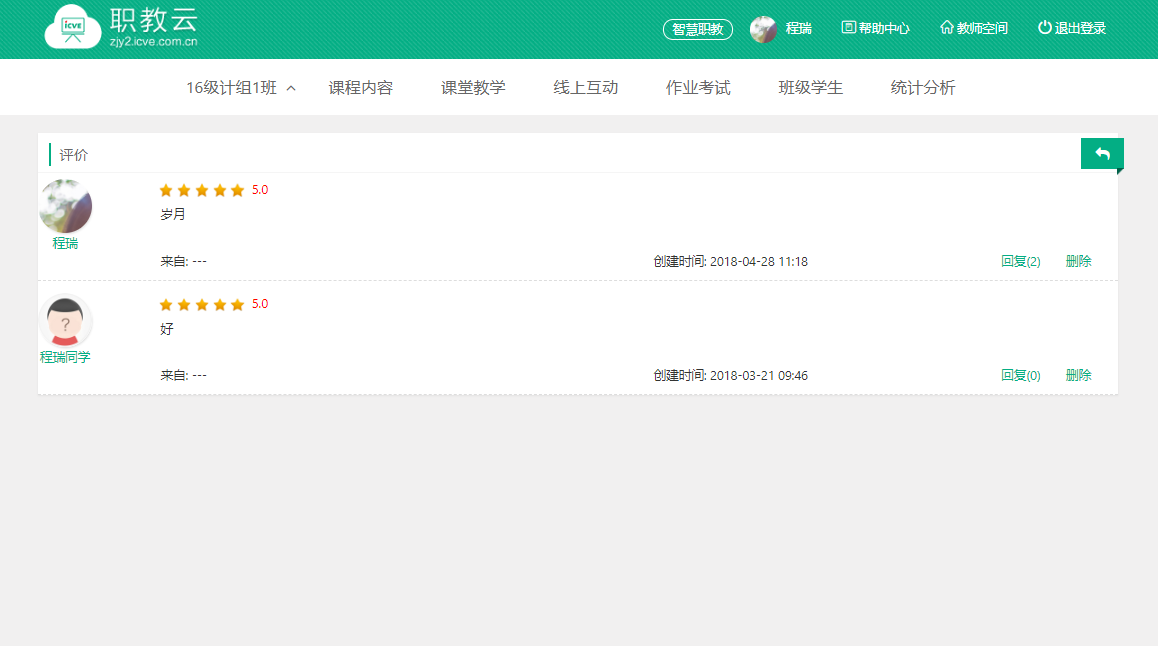 icve
职教云
zjy2.icve.com.cn
智慧职教 程瑞 帮助中心 教师空间 退出登录
16级计组1班 课程内容 课堂教学 线上互动 作业考试 班级学生 统计分析
评价
5.0
岁月
程瑞
来自: --- 创建时间: 2018-04-28 11:18 回复(2) 删除
5.0
?
好
程瑞同学
来自: --- 创建时间: 2018-03-21 09:46 回复(0) 删除